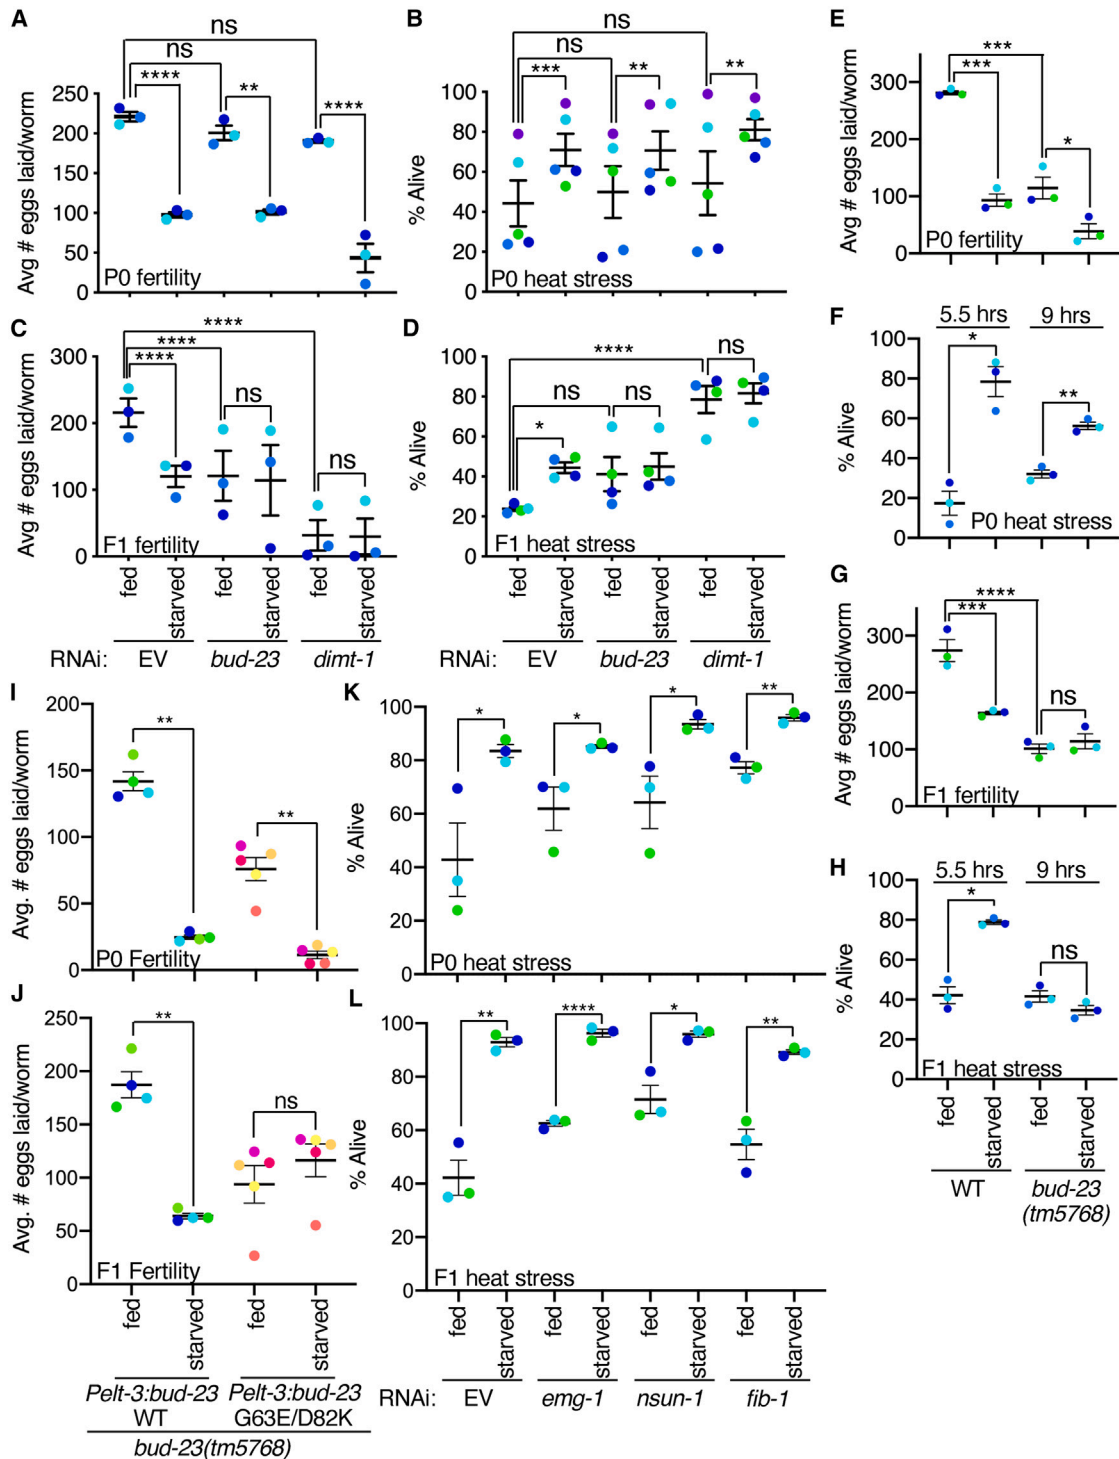 A
ns
ns
****
**
****
Avg # eggs laid/worm
250
200
150
100
50
0
P0 fertility
B
ns
ns
***
**
**
% Alive
100
80
60
40
20
0
P0 heat stress
E
***
***
*
Avg # eggs laid/worm
300
200
100
0
P0 fertility
C
****
****
****
ns
ns
Avg # eggs laid/worm
300
200
100
0
F1 fertility
fed
starved
fed
starved
fed
starved
RNAi: EV bud-23 dimt-1
D
****
ns
ns
ns
*
% Alive
100
80
60
40
20
0
F1 heat stress
fed
starved
fed
starved
fed
starved
EV bud-23 dimt-1
F
5.5 hrs 9 hrs
*
**
% Alive
100
80
60
40
20
0
P0 heat stress
G
****
***
ns
Avg # eggs laid/worm
300
200
100
0
F1 fertility
H
5.5 hrs 9 hrs
*
ns
% Alive
100
80
60
40
20
0
F1 heat stress
fed
starved
fed
starved
WT bud-23
(tm5768)
I
**
**
Avg. # eggs laid/worm
200
150
100
50
0
P0 Fertility
J
**
ns
Avg. # eggs laid/worm
250
200
150
100
50
0
F1 Fertility
fed
starved
fed
starved
Pelt-3:bud-23 Pelt-3:bud-23
WT G63E/D82K
bud-23(tm5768)
K
*
*
*
**
% Alive
100
80
60
40
20
0
P0 heat stress
L
**
****
*
**
% Alive
100
80
60
40
20
0
F1 heat stress
fed
starved
fed
starved
fed
starved
fed
starved
RNAi: EV emg-1 nsun-1 fib-1